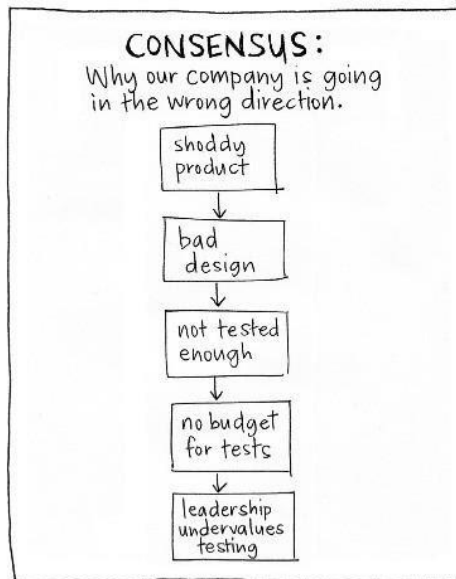 CONSENSUS:
Why our company is going
in the wrong direction.
shoddy
product
bad
design
not tested
enough
no budget
for tests
leadership
undervalues
testing